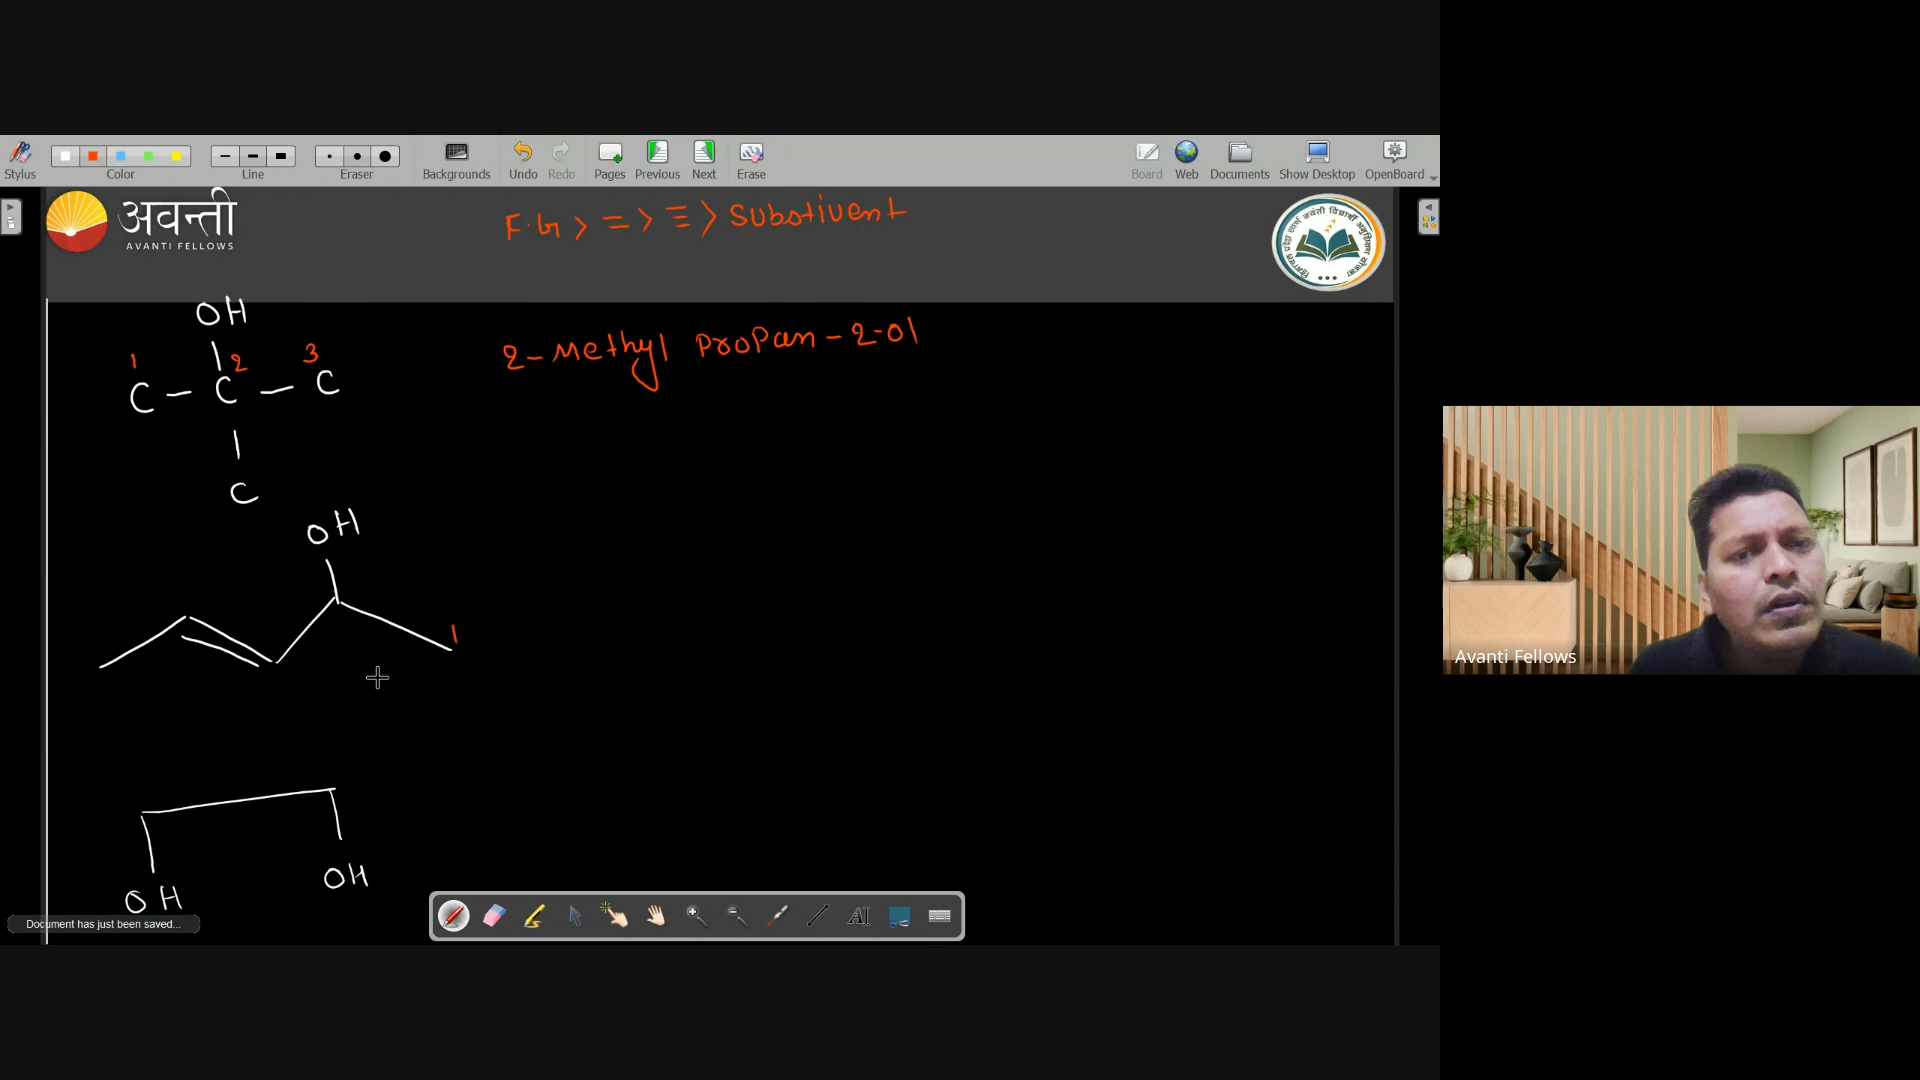 Stylus
Color
Line
Eraser
Backgrounds
Undo
Redo
Pages
Previous
Next
Erase
Board
Web
Documents
Show Desktop
OpenBoard
अवन्ती
AVANTI FELLOWS
F.G > = > ≡ > Substivent
OH
1 2 3
C - C - C
C
2-Methyl ProPan-2-ol
OH
1
OH
OH
Document has just been saved...
Avanti Fellows